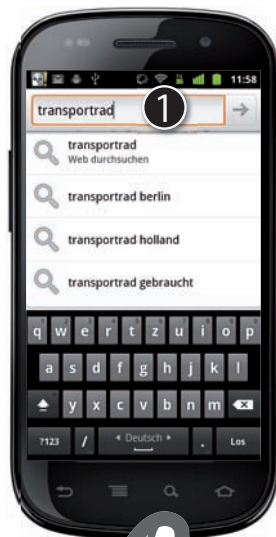 11:58
transportrad 1
transportrad
Web durchsuchen
transportrad berlin
transportrad holland
transportrad gebraucht
q w e r t z u i o p
a s d f g h j k l
y x c v b n m
?123 / Deutsch . Los